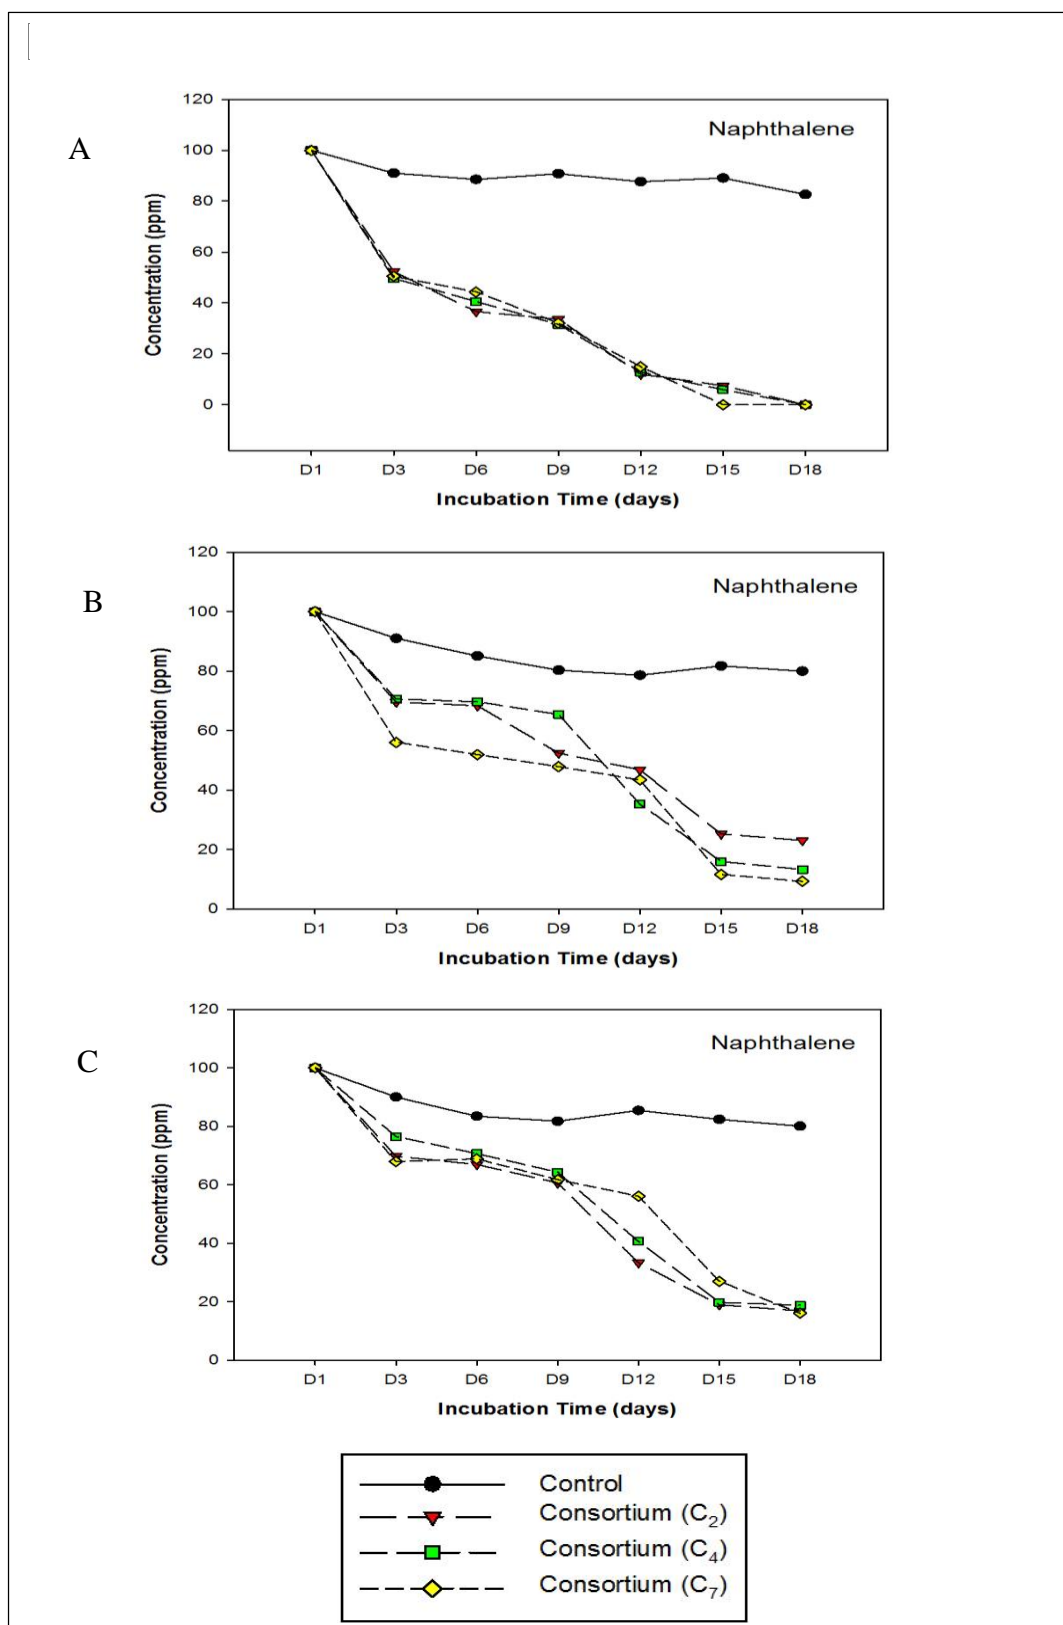 A
Naphthalene
Concentration (ppm)
120
100
80
60
40
20
0
D1 D3 D6 D9 D12 D15 D18
Incubation Time (days)
B
Naphthalene
Concentration (ppm)
120
100
80
60
40
20
0
D1 D3 D6 D9 D12 D15 D18
Incubation Time (days)
C
Naphthalene
Concentration (ppm)
120
100
80
60
40
20
0
D1 D3 D6 D9 D12 D15 D18
Incubation Time (days)
Control
Consortium (C₂)
Consortium (C₄)
Consortium (C₇)